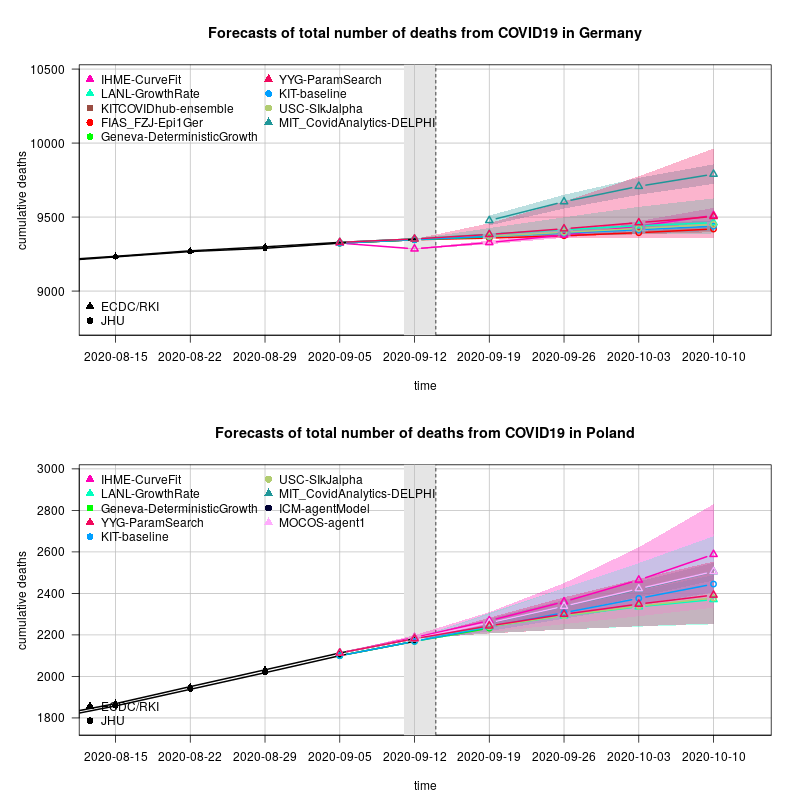 Forecasts of total number of deaths from COVID19 in Germany
cumulative deaths
10500
10000
9500
9000
IHME-CurveFit
LANL-GrowthRate
KITCOVIDhub-ensemble
FIAS_FZJ-Epi1Ger
Geneva-DeterministicGrowth
YYG-ParamSearch
KIT-baseline
USC-SIkJalpha
MIT_CovidAnalytics-DELPHI
ECDC/RKI
JHU
2020-08-15 2020-08-22 2020-08-29 2020-09-05 2020-09-12 2020-09-19 2020-09-26 2020-10-03 2020-10-10
time
Forecasts of total number of deaths from COVID19 in Poland
cumulative deaths
3000
2800
2600
2400
2200
2000
1800
IHME-CurveFit
LANL-GrowthRate
Geneva-DeterministicGrowth
YYG-ParamSearch
KIT-baseline
USC-SIkJalpha
MIT_CovidAnalytics-DELPHI
ICM-agentModel
MOCOS-agent1
ECDC/RKI
JHU
2020-08-15 2020-08-22 2020-08-29 2020-09-05 2020-09-12 2020-09-19 2020-09-26 2020-10-03 2020-10-10
time